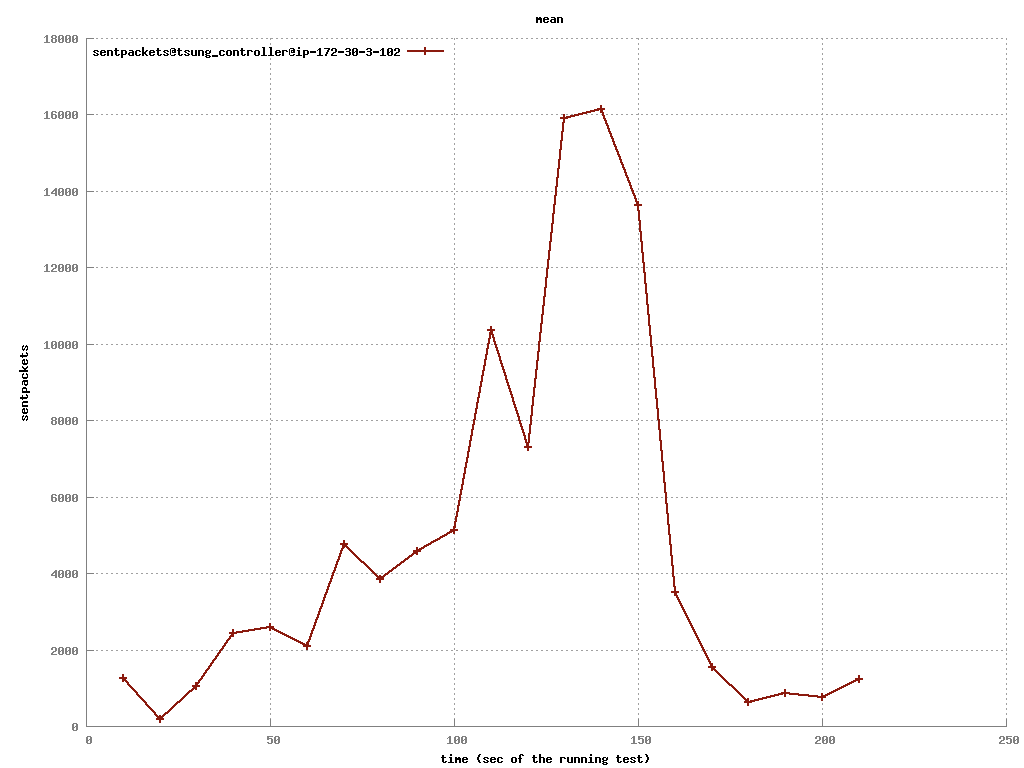 mean
18000
sentpackets@tsung_controller@ip-172-30-3-102
16000
14000
12000
10000
8000
6000
4000
2000
0
sentpackets
0 50 100 150 200 250
time (sec of the running test)